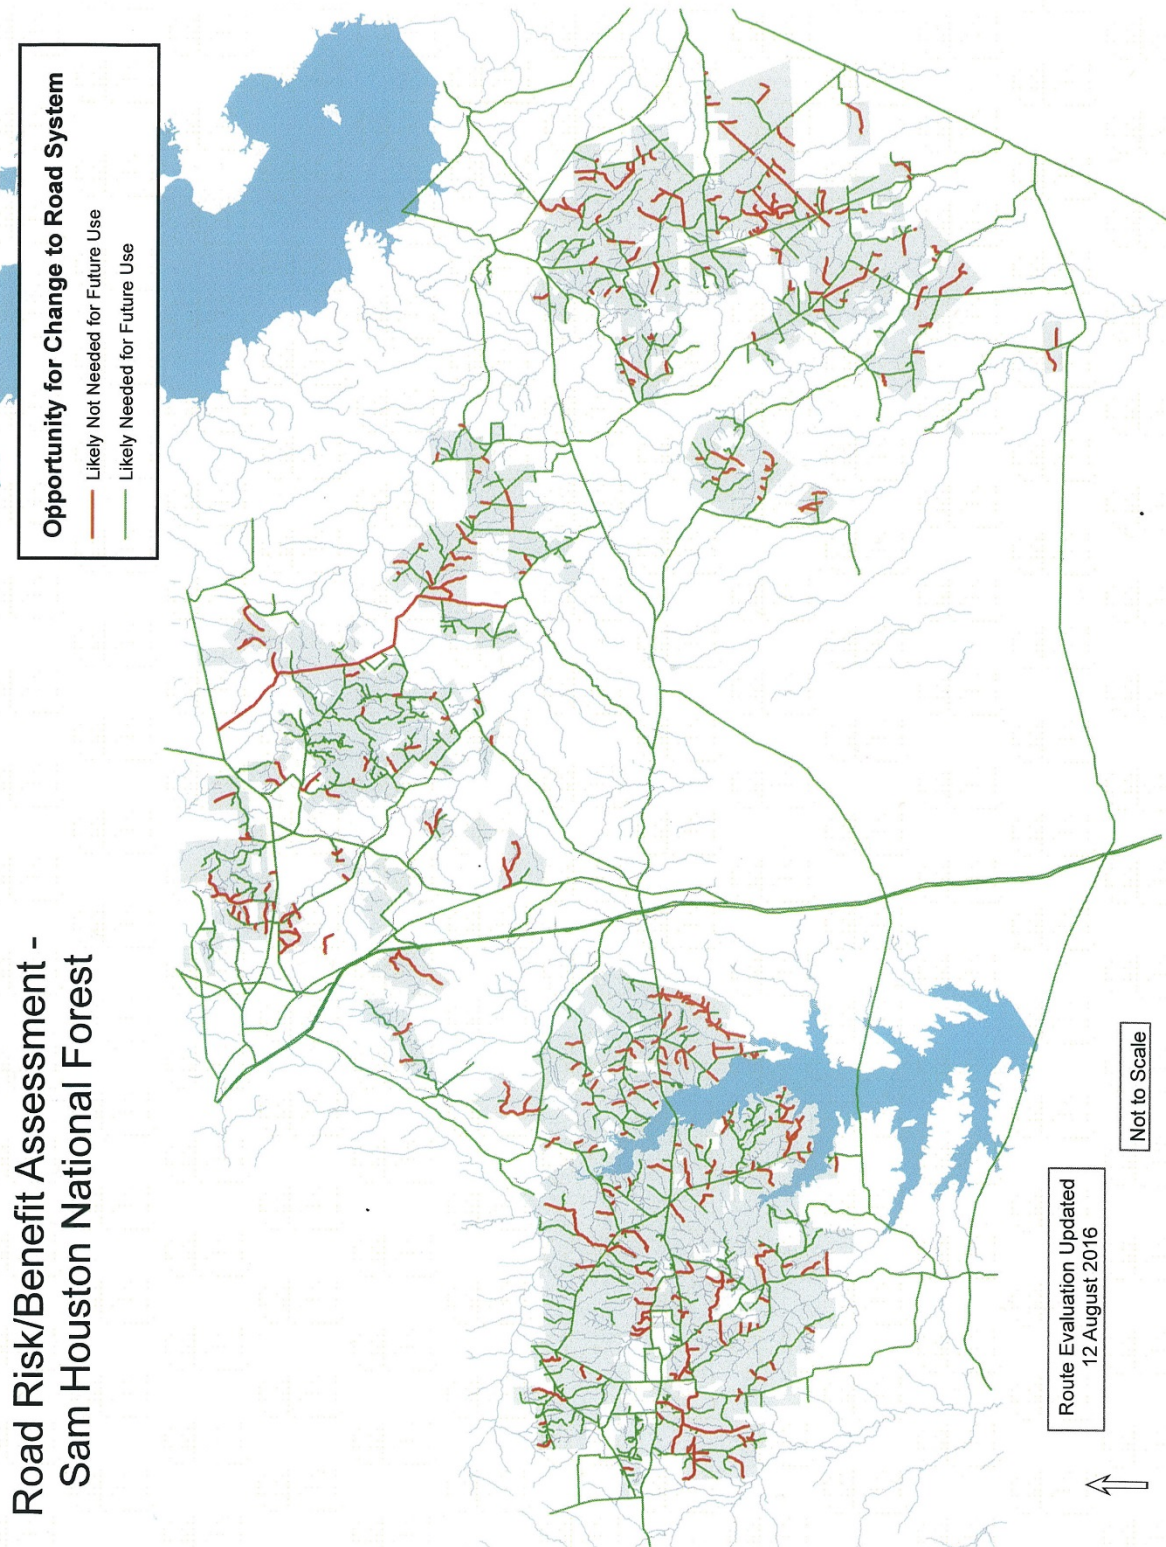 Road Risk/Benefit Assessment -
Sam Houston National Forest
Opportunity for Change to Road System
Likely Not Needed for Future Use
Likely Needed for Future Use
Route Evaluation Updated
12 August 2016
Not to Scale